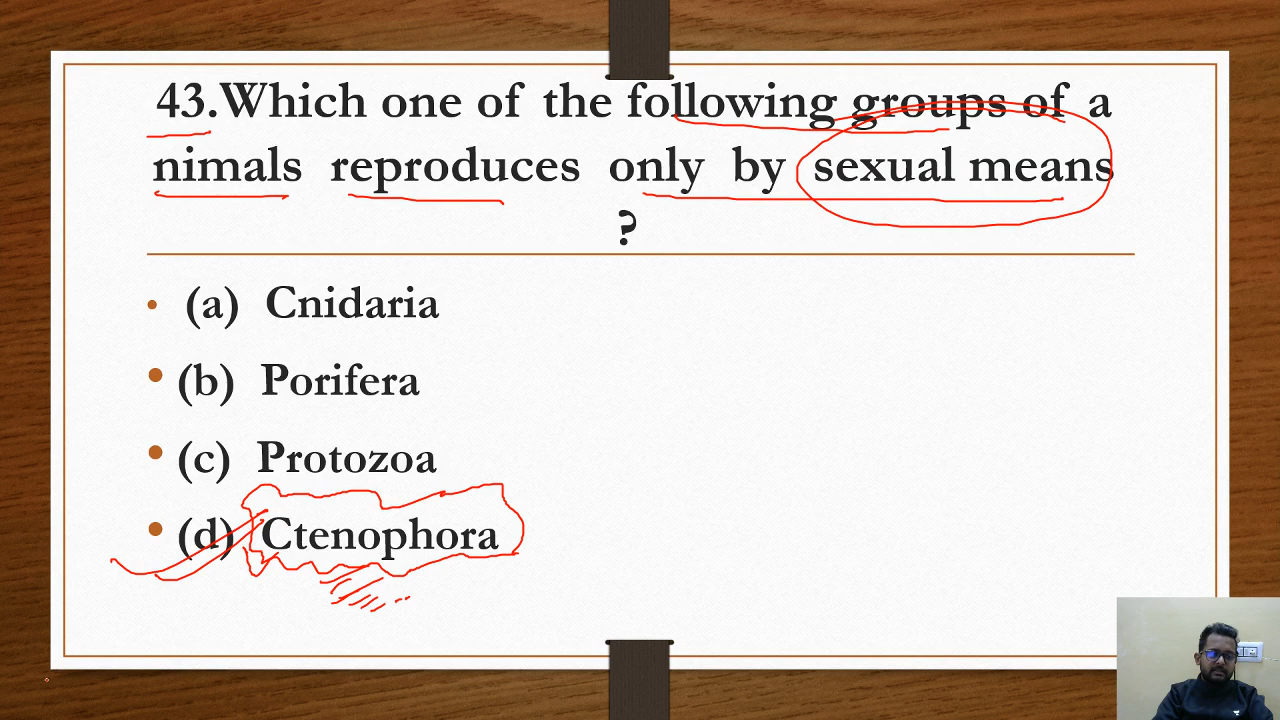 43.Which one of the following groups of a
nimals reproduces only by sexual means
?
(a) Cnidaria
(b) Porifera
(c) Protozoa
(d) Ctenophora